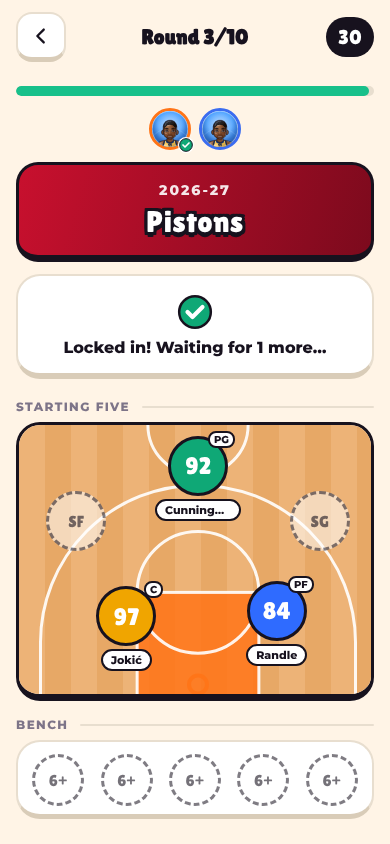 Round 3/10
30
2026-27
Pistons
Locked in! Waiting for 1 more...
STARTING FIVE
PG
92
Cunning...
SF
SG
C
97
Jokić
PF
84
Randle
BENCH
6+
6+
6+
6+
6+